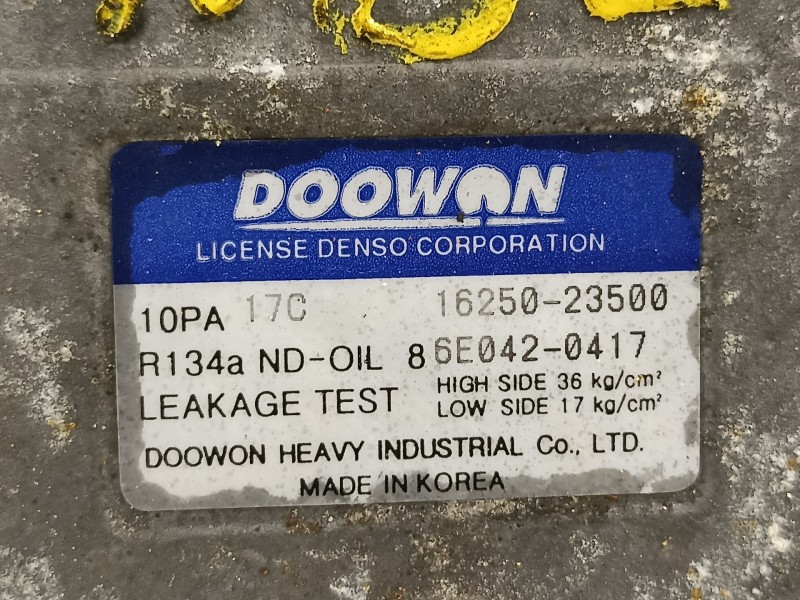 DOOWON
LICENSE DENSO CORPORATION
10PA 17C 16250-23500
R134a ND-OIL 8 6E042-0417
LEAKAGE TEST HIGH SIDE 36 kg/cm²
LOW SIDE 17 kg/cm²
DOOWON HEAVY INDUSTRIAL Co., LTD.
MADE IN KOREA